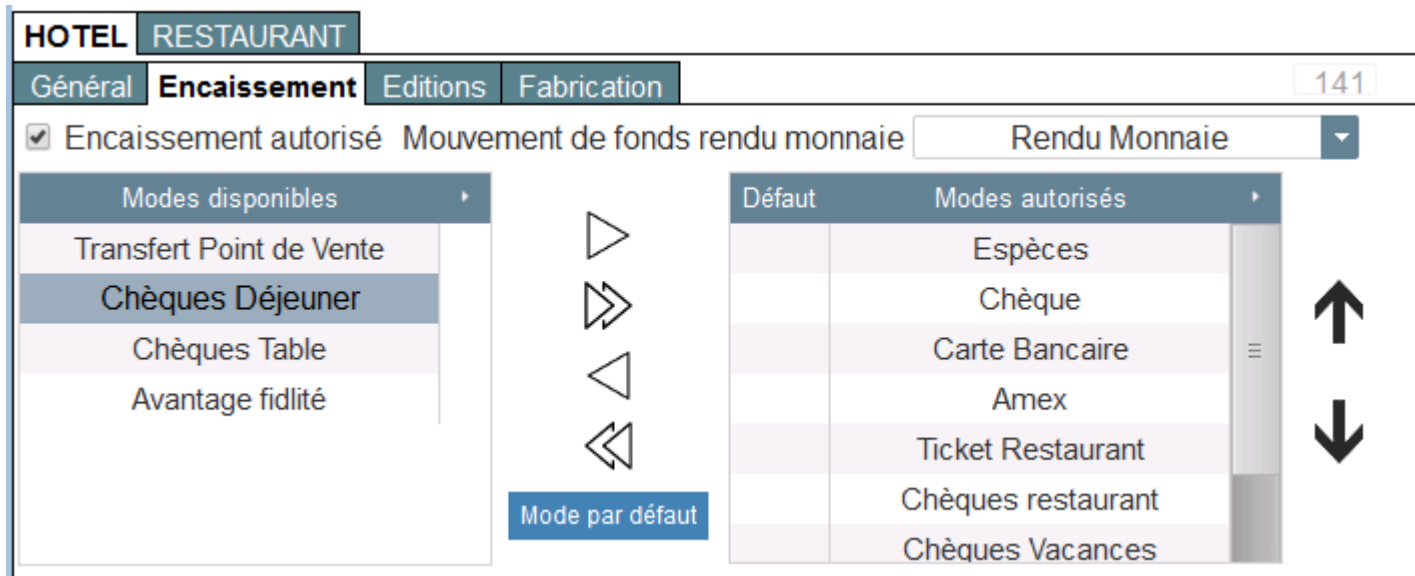 HOTEL RESTAURANT
Général Encaissement Editions Fabrication 141
Encaissement autorisé Mouvement de fonds rendu monnaie Rendu Monnaie
Modes disponibles Défaut Modes autorisés
Transfert Point de Vente Espèces
Chèques Déjeuner Chèque
Chèques Table Carte Bancaire
Avantage fidlité Amex
Ticket Restaurant
Chèques restaurant
Mode par défaut
Chèques Vacances